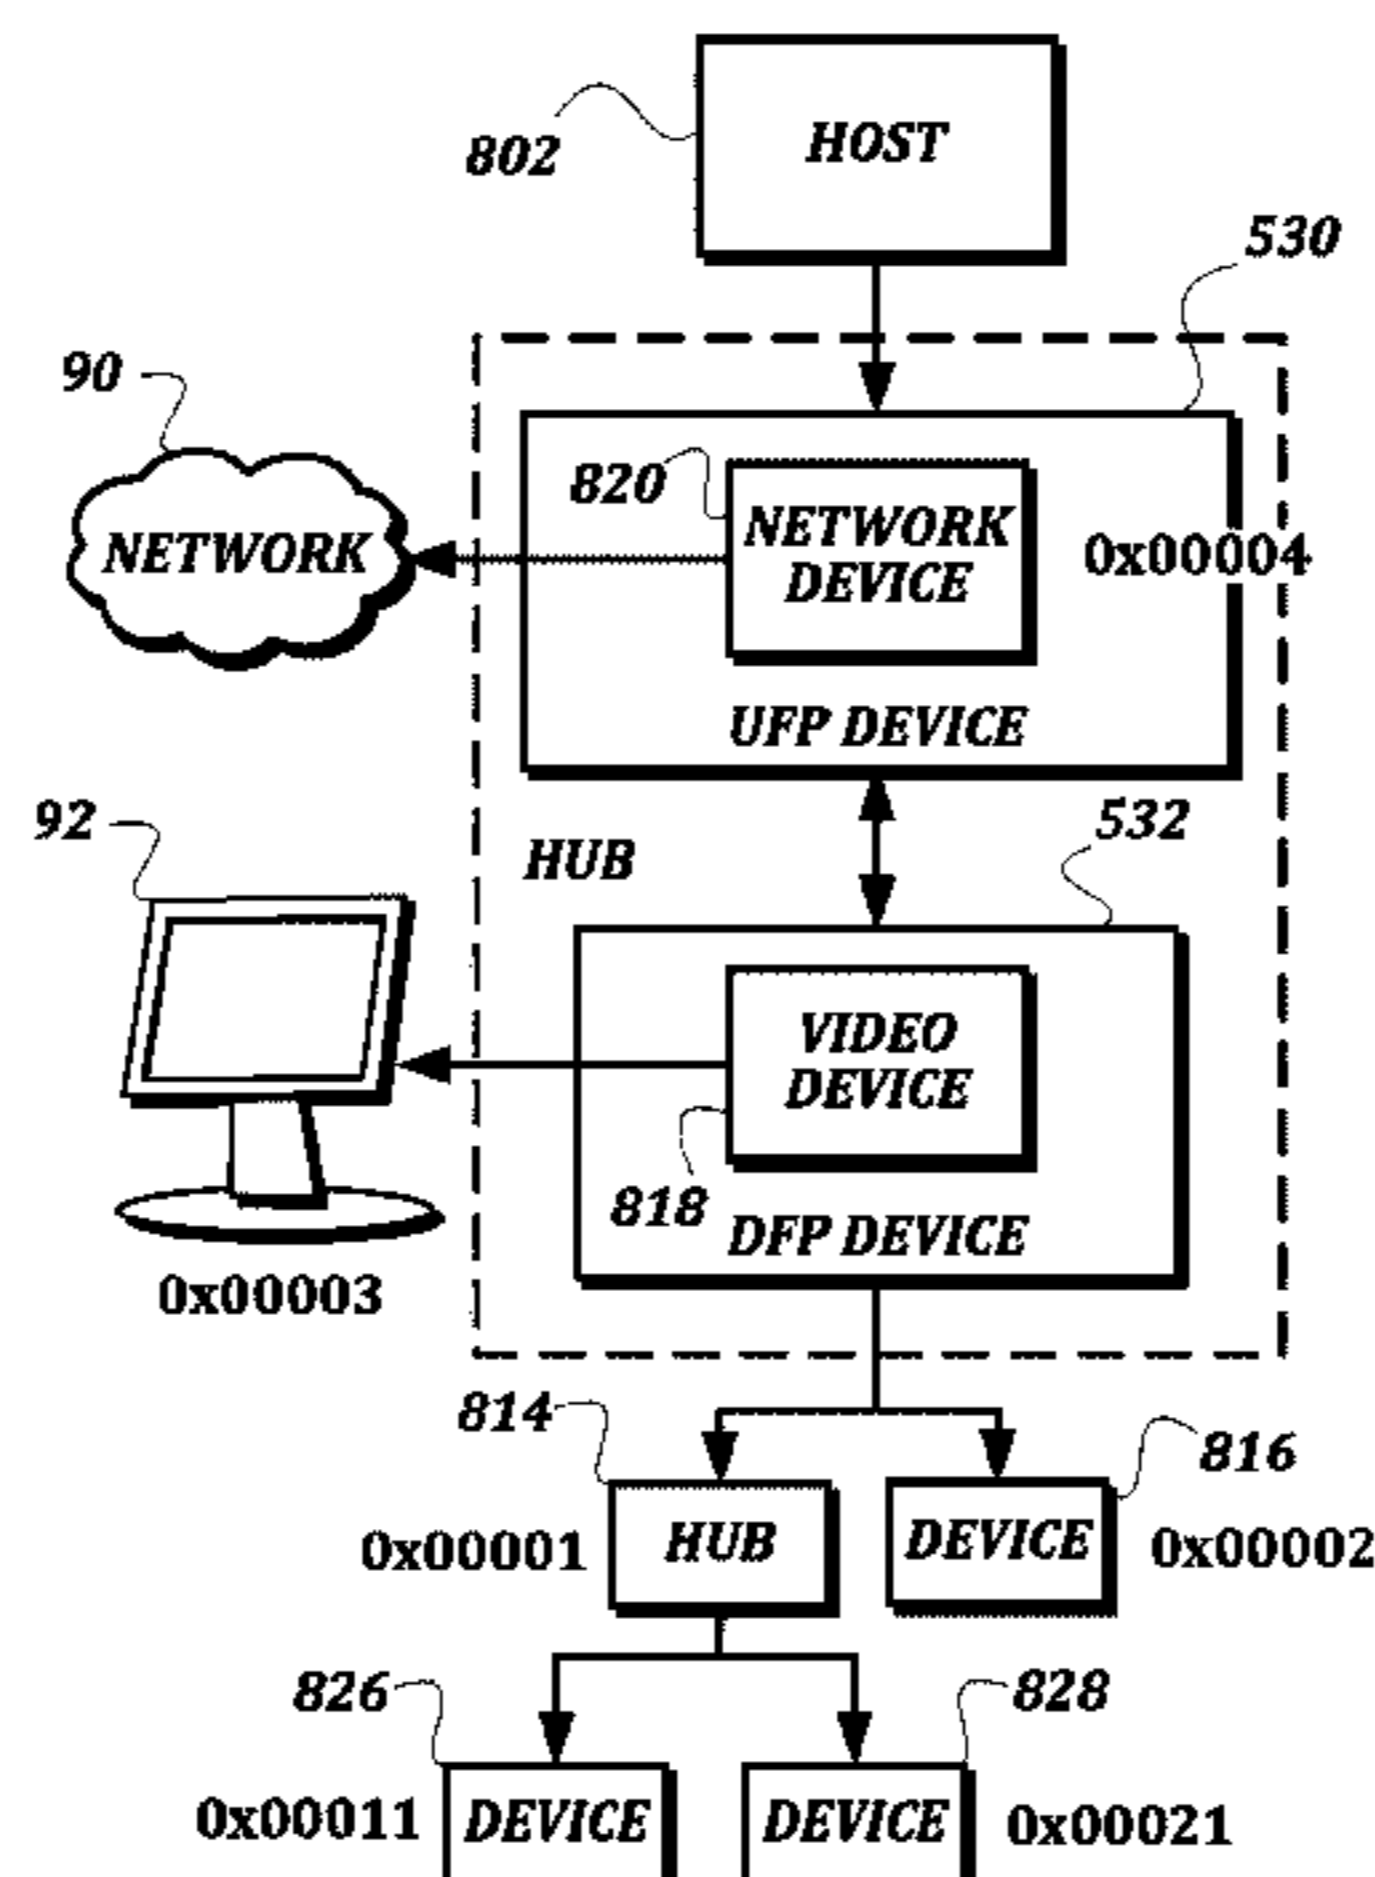 HOST
802
530
90
820
NETWORK
NETWORK
DEVICE
0x00004
UFP DEVICE
92
532
HUB
VIDEO
DEVICE
818
DFP DEVICE
0x00003
814
816
0x00001
HUB
DEVICE
0x00002
826
828
0x00011
DEVICE
DEVICE
0x00021